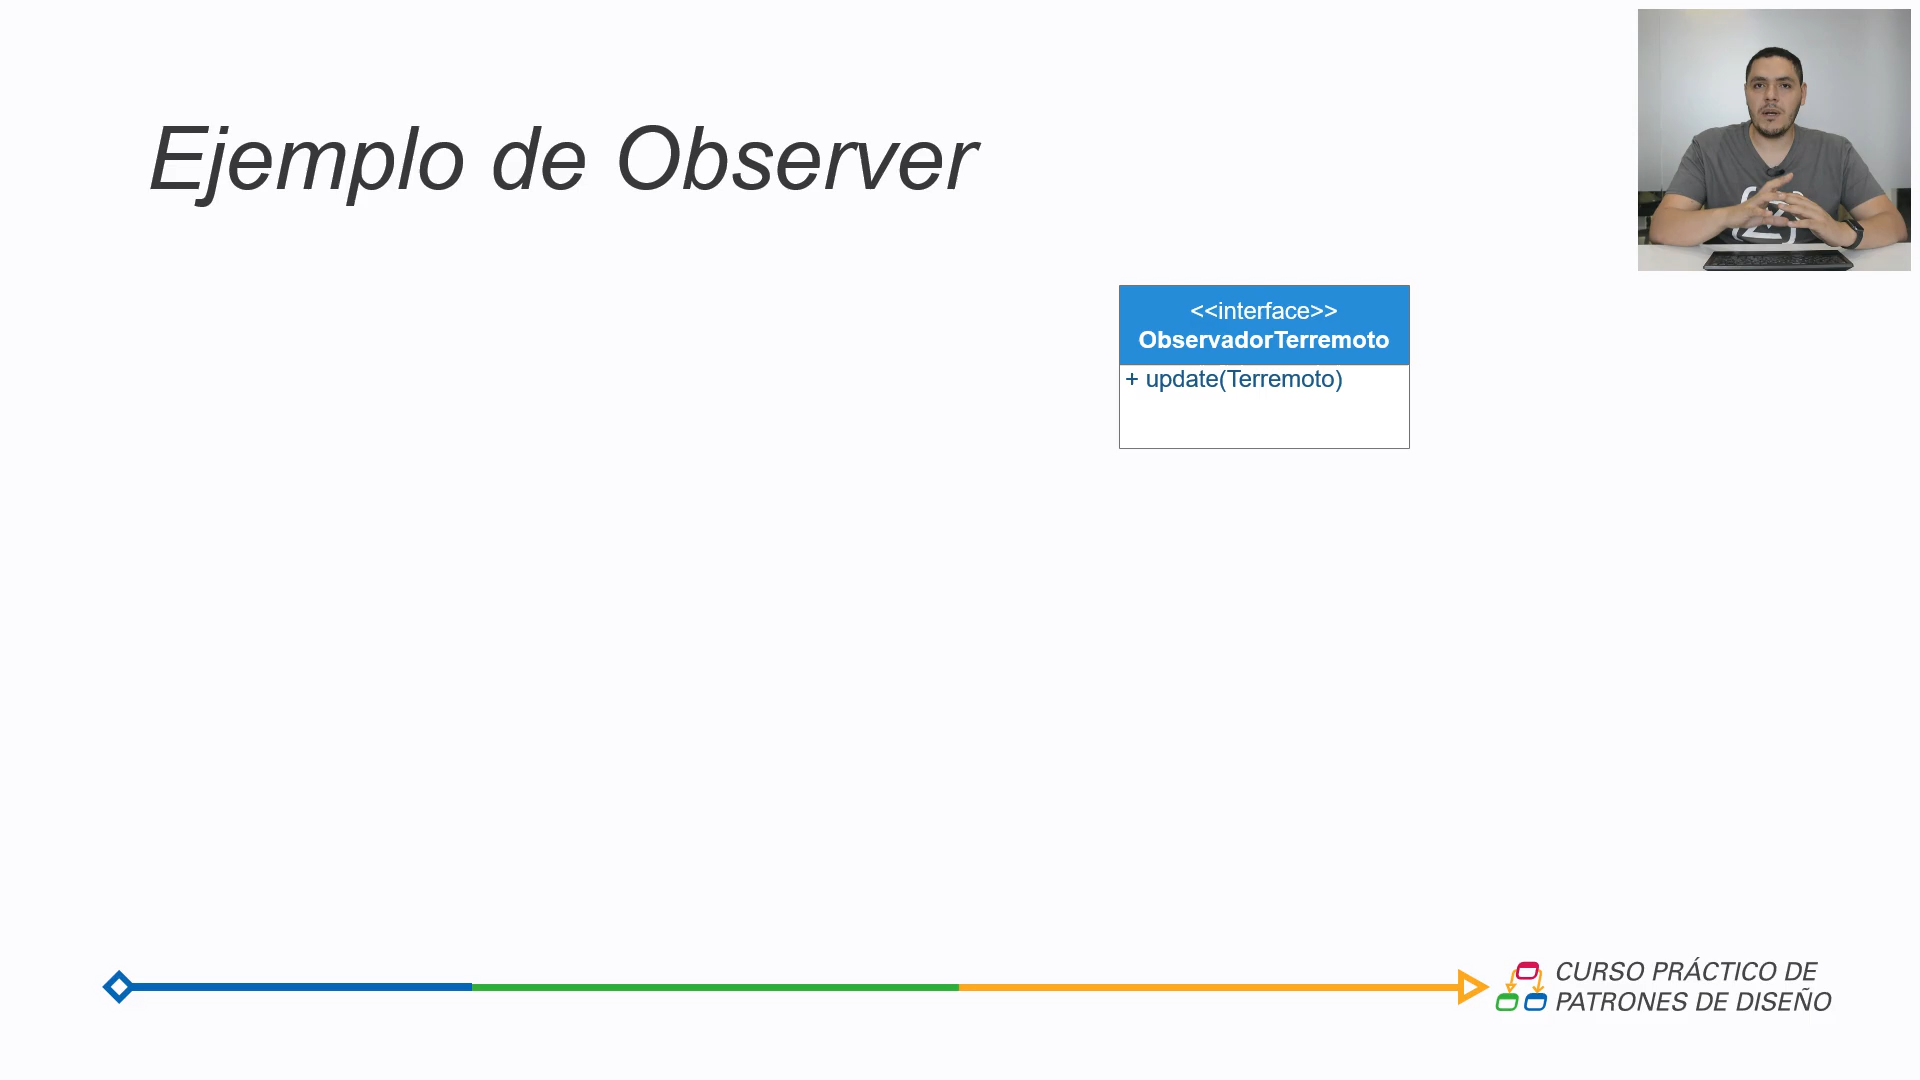 Ejemplo de Observer
<<interface>>
ObservadorTerremoto
+ update(Terremoto)
CURSO PRÁCTICO DE
PATRONES DE DISEÑO